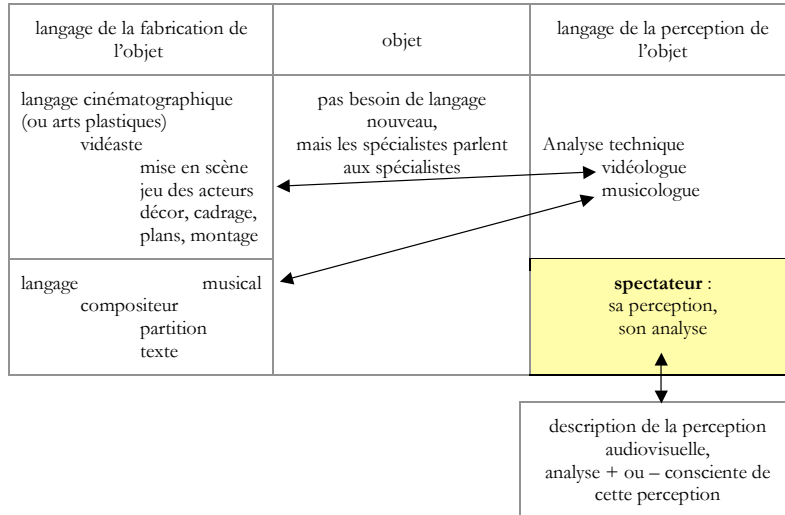 langage de la fabrication de
l’objet
objet
langage de la perception de
l’objet
langage cinématographique
(ou arts plastiques)
vidéaste
mise en scène
jeu des acteurs
décor, cadrage,
plans, montage
pas besoin de langage
nouveau,
mais les spécialistes parlent
aux spécialistes
Analyse technique
vidéologue
musicologue
langage musical
compositeur
partition
texte
spectateur :
sa perception,
son analyse
description de la perception
audiovisuelle,
analyse + ou – consciente de
cette perception